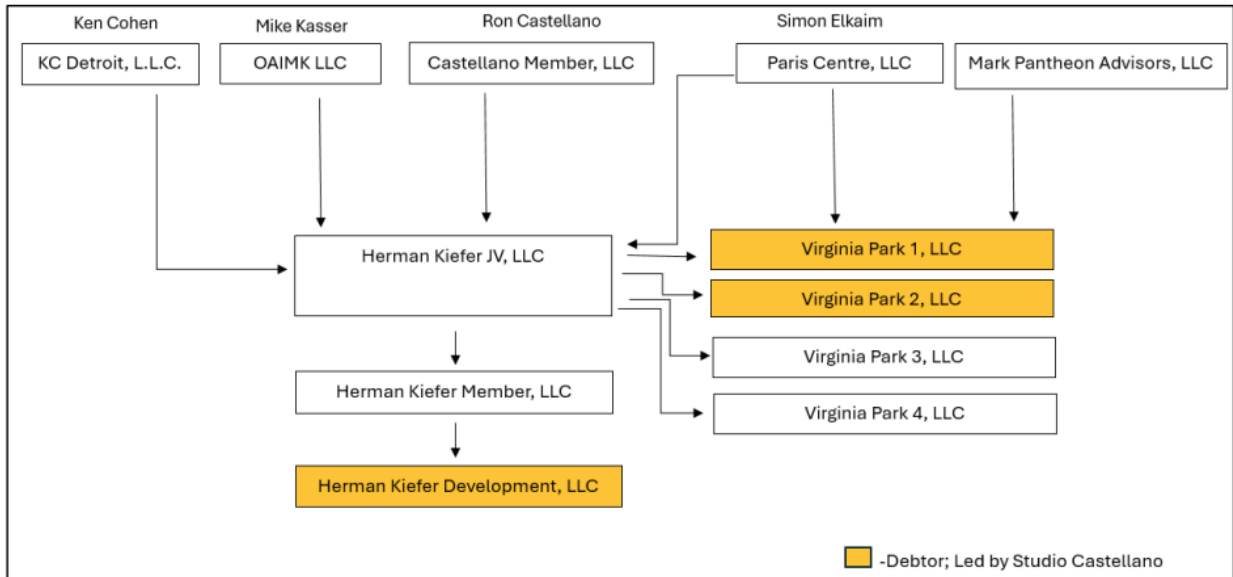 Ken Cohen
Mike Kasser
Ron Castellano
Simon Elkaim
KC Detroit, L.L.C.
OAIMK LLC
Castellano Member, LLC
Paris Centre, LLC
Mark Pantheon Advisors, LLC
Herman Kiefer JV, LLC
Virginia Park 1, LLC
Virginia Park 2, LLC
Virginia Park 3, LLC
Herman Kiefer Member, LLC
Virginia Park 4, LLC
Herman Kiefer Development, LLC
-Debtor; Led by Studio Castellano